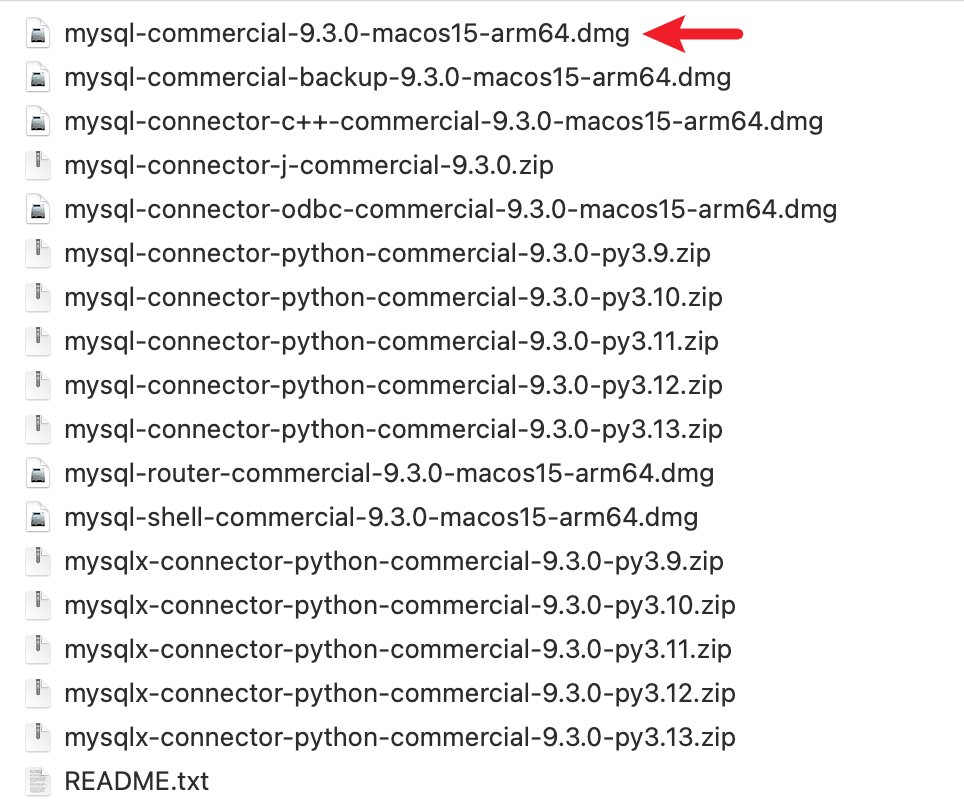 mysql-commercial-9.3.0-macos15-arm64.dmg
mysql-commercial-backup-9.3.0-macos15-arm64.dmg
mysql-connector-c++-commercial-9.3.0-macos15-arm64.dmg
mysql-connector-j-commercial-9.3.0.zip
mysql-connector-odbc-commercial-9.3.0-macos15-arm64.dmg
mysql-connector-python-commercial-9.3.0-py3.9.zip
mysql-connector-python-commercial-9.3.0-py3.10.zip
mysql-connector-python-commercial-9.3.0-py3.11.zip
mysql-connector-python-commercial-9.3.0-py3.12.zip
mysql-connector-python-commercial-9.3.0-py3.13.zip
mysql-router-commercial-9.3.0-macos15-arm64.dmg
mysql-shell-commercial-9.3.0-macos15-arm64.dmg
mysqlx-connector-python-commercial-9.3.0-py3.9.zip
mysqlx-connector-python-commercial-9.3.0-py3.10.zip
mysqlx-connector-python-commercial-9.3.0-py3.11.zip
mysqlx-connector-python-commercial-9.3.0-py3.12.zip
mysqlx-connector-python-commercial-9.3.0-py3.13.zip
README.txt